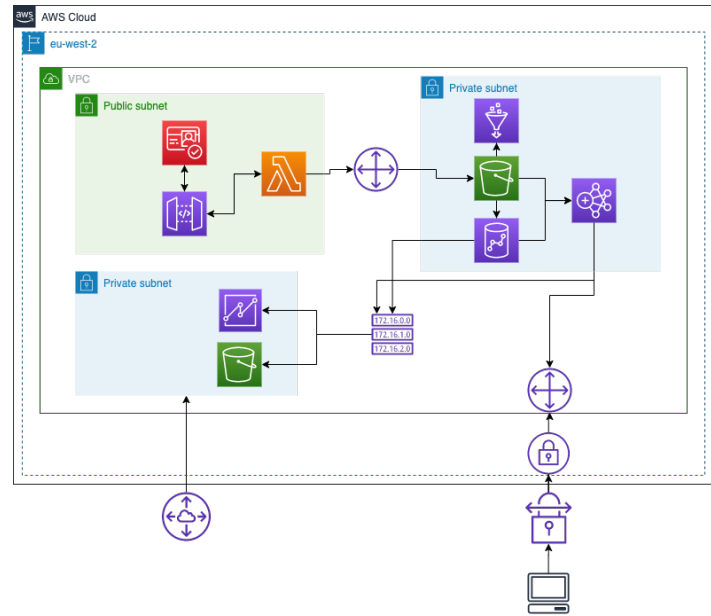 aws
AWS Cloud
eu-west-2
VPC
Public subnet
Private subnet
Private subnet
172.16.0.0
172.16.1.0
172.16.2.0